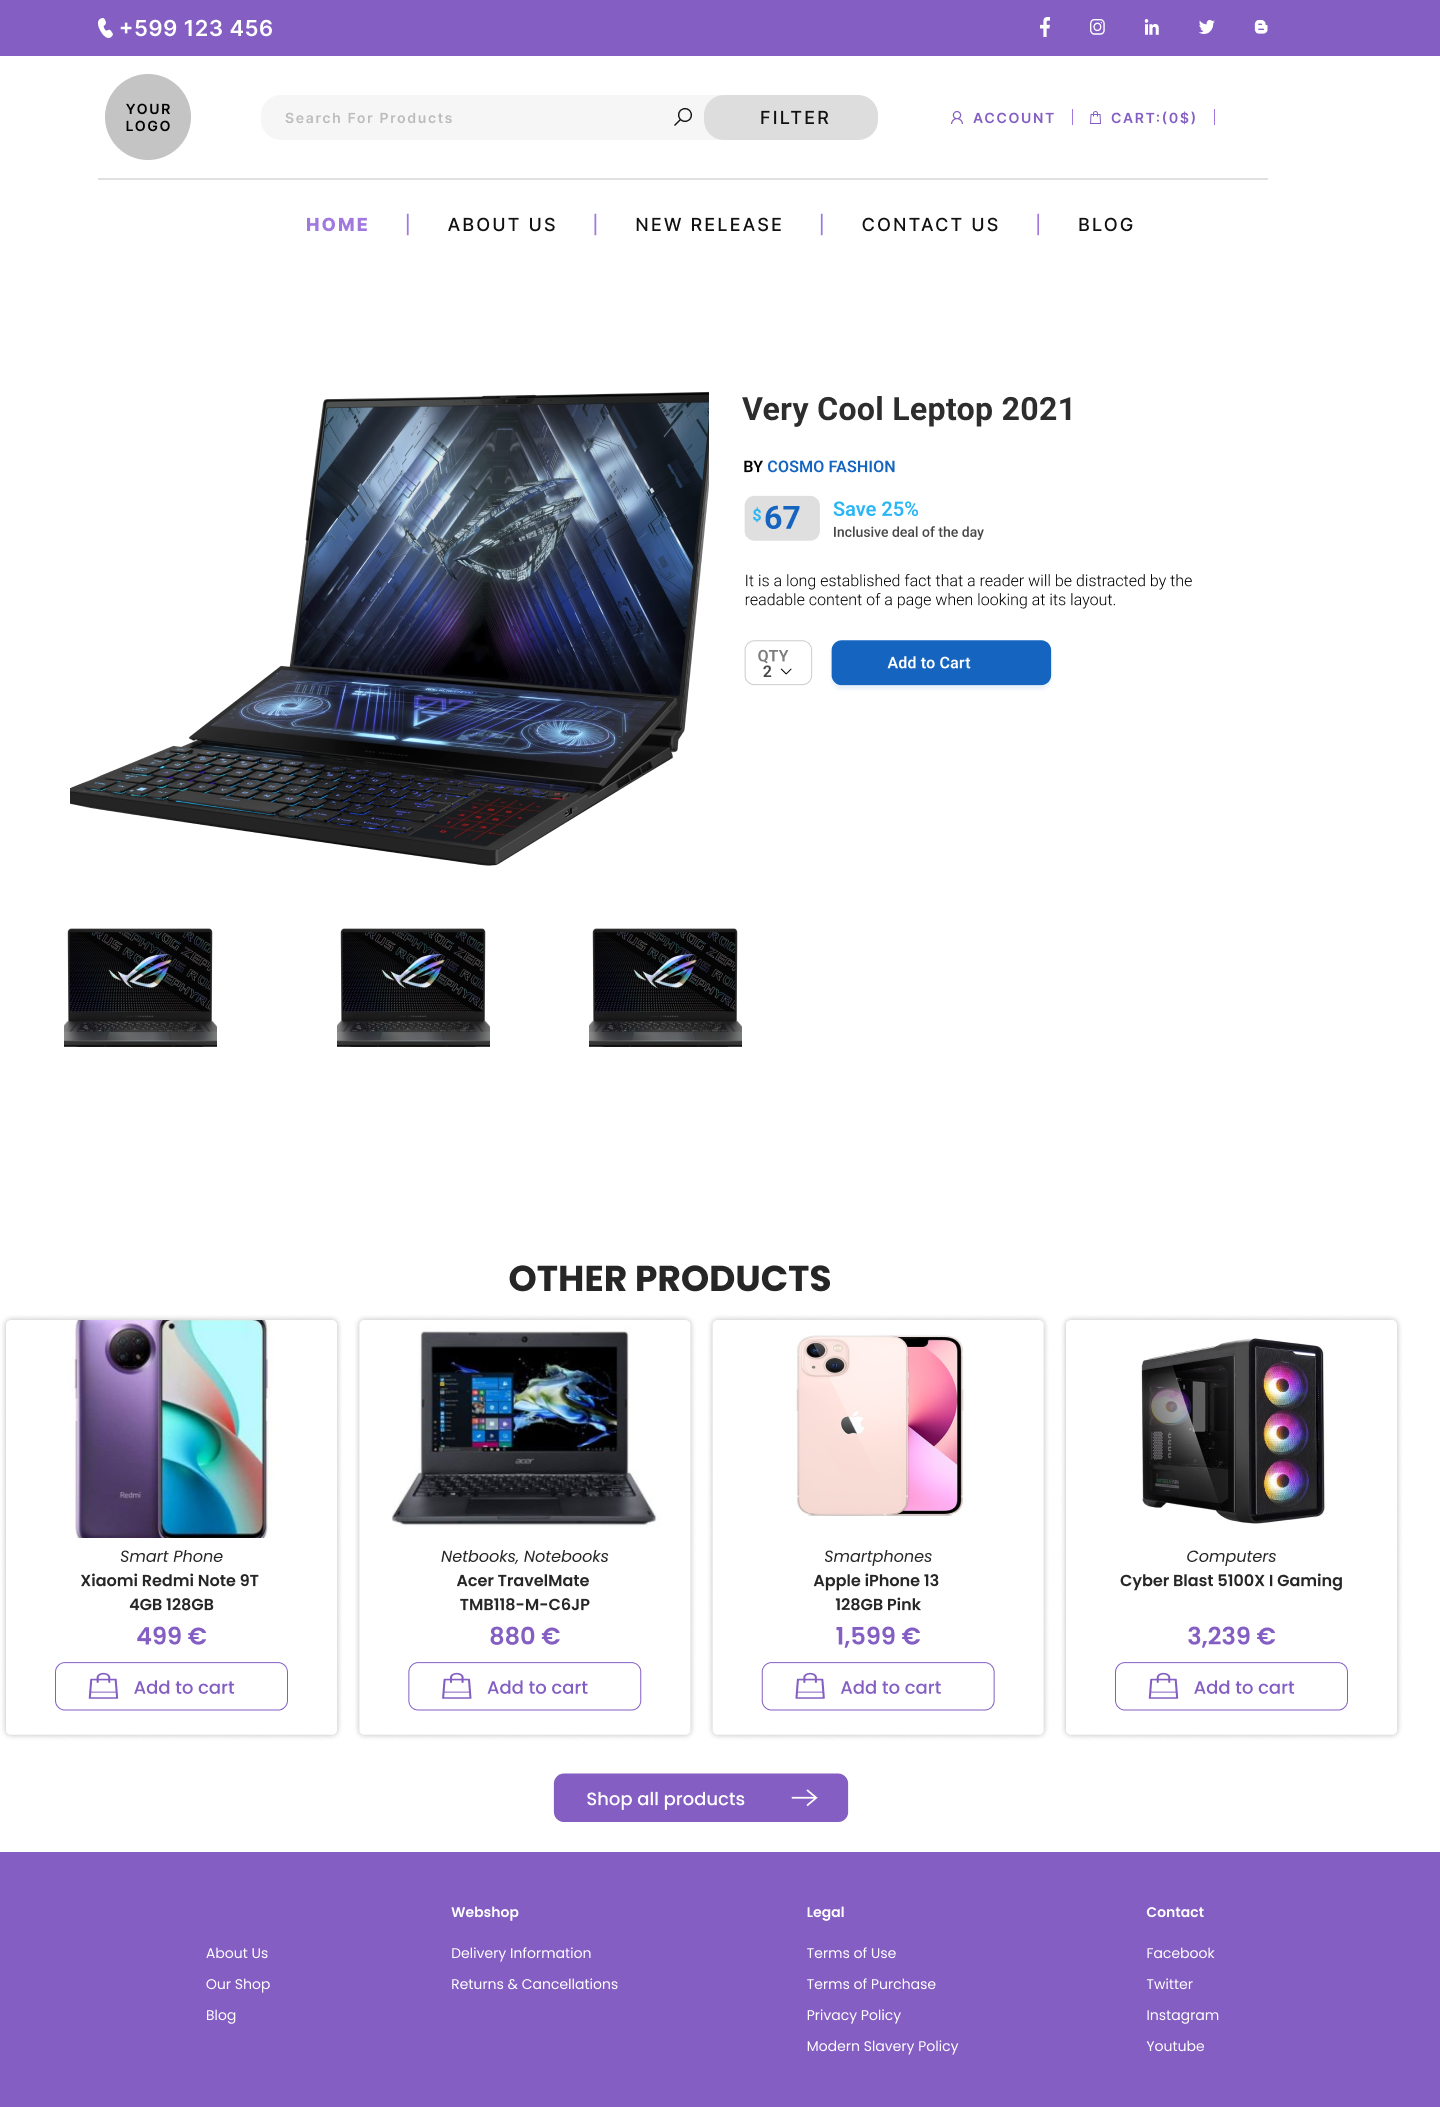 +599 123 456
YOUR
LOGO
Search For Products
FILTER
ACCOUNT
CART:(0$)
HOME
ABOUT US
NEW RELEASE
CONTACT US
BLOG
Very Cool Leptop 2021
BY COSMO FASHION
$67
Save 25%
Inclusive deal of the day
It is a long established fact that a reader will be distracted by the
readable content of a page when looking at its layout.
QTY
2
Add to Cart
OTHER PRODUCTS
Redmi
Smart Phone
Xiaomi Redmi Note 9T
4GB 128GB
499 €
Add to cart
acer
Netbooks, Notebooks
Acer TravelMate
TMB118-M-C6JP
880 €
Add to cart
Smartphones
Apple iPhone 13
128GB Pink
1,599 €
Add to cart
Computers
Cyber Blast 5100X I Gaming
3,239 €
Add to cart
Shop all products
About Us
Our Shop
Blog
Webshop
Delivery Information
Returns & Cancellations
Legal
Terms of Use
Terms of Purchase
Privacy Policy
Modern Slavery Policy
Contact
Facebook
Twitter
Instagram
Youtube